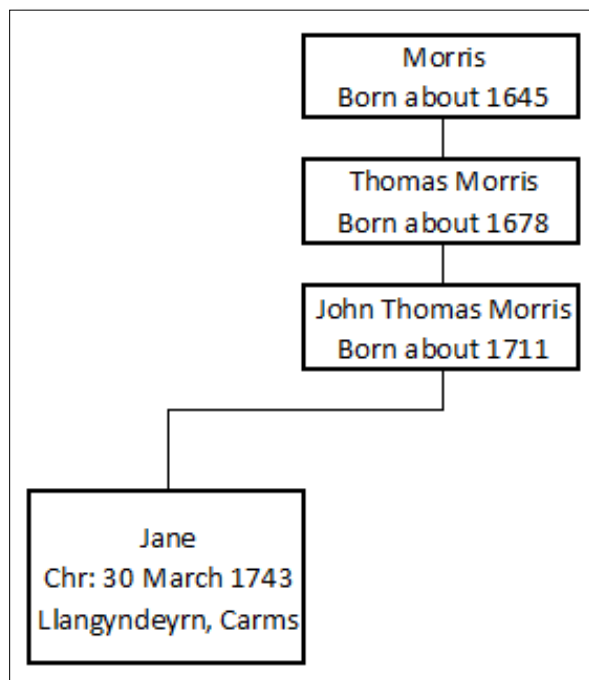 Morris
Born about 1645
Thomas Morris
Born about 1678
John Thomas Morris
Born about 1711
Jane
Chr: 30 March 1743
Llangyndeyrn, Carms